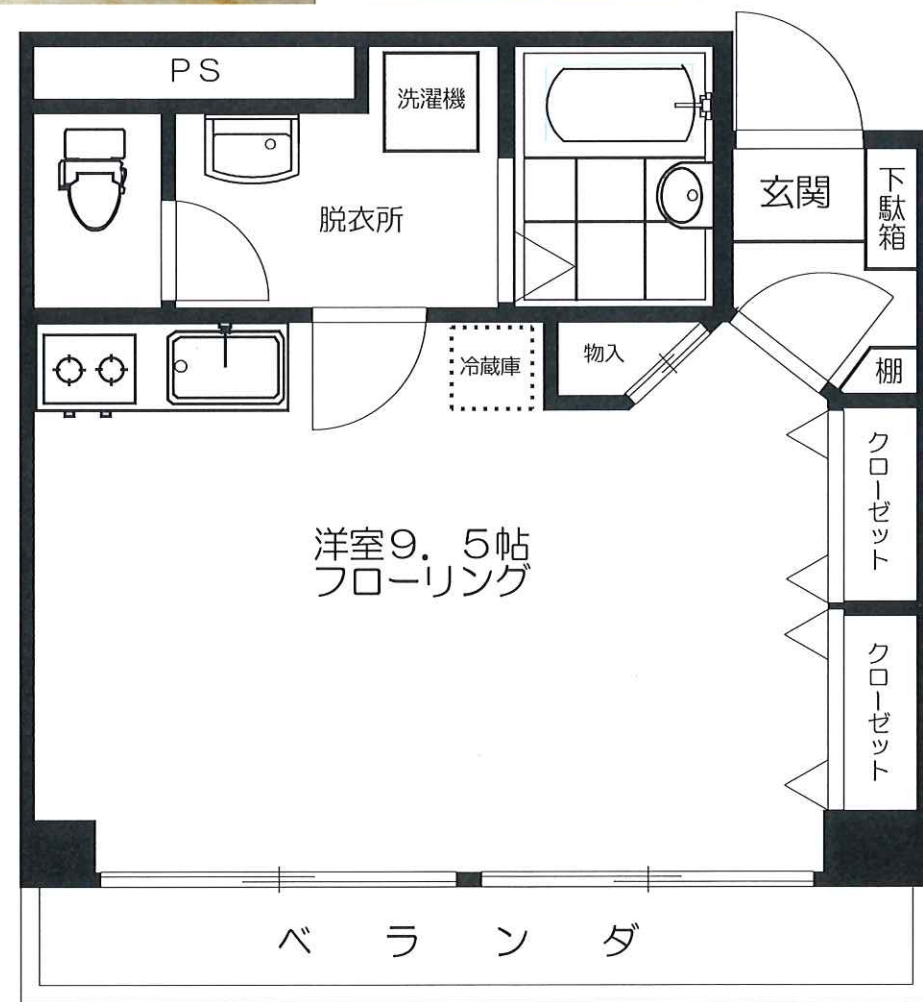 PS
洗濯機
玄関
下駄箱
脱衣所
冷蔵庫
物入
棚
クローゼット
洋室9.5帖
フローリング
クローゼット
ベランダ